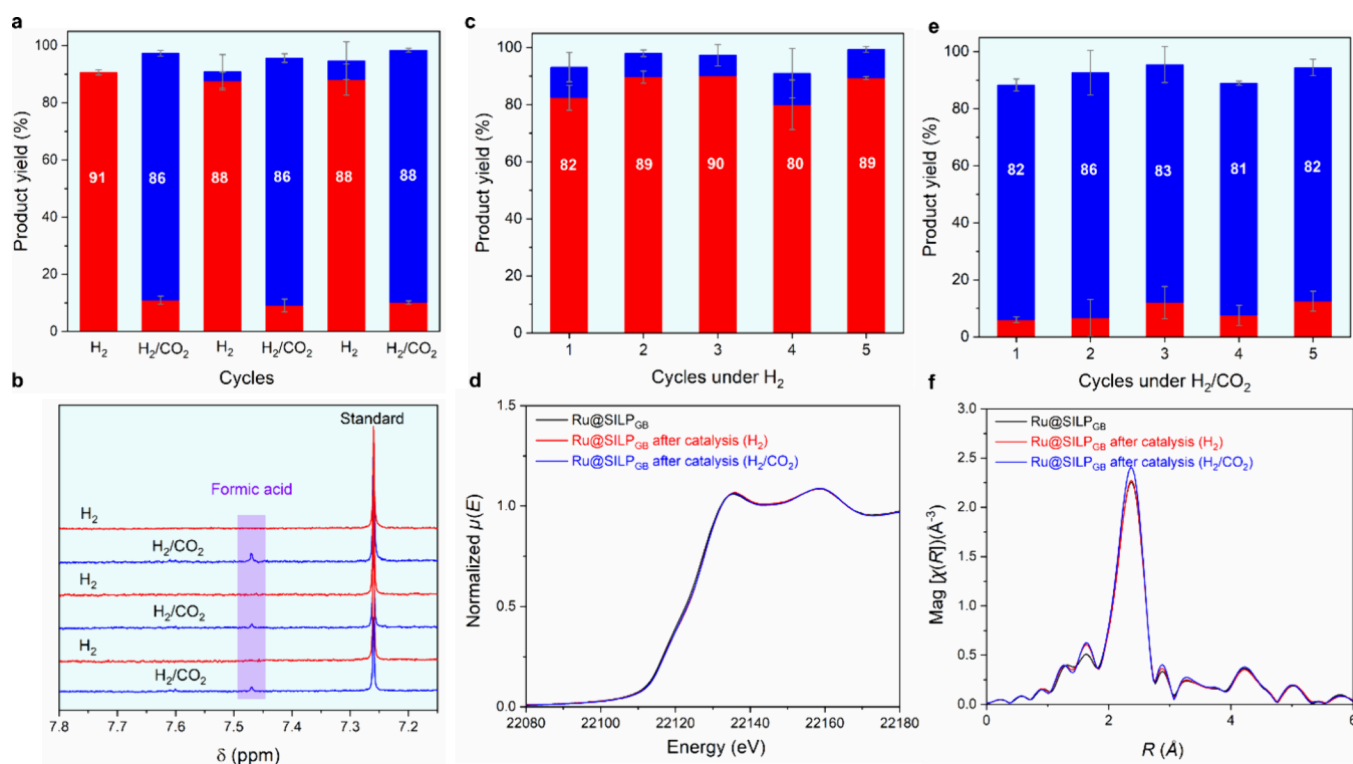 a
Product yield (%)
100
80
60
40
20
0
91
86
88
86
88
88
H₂
H₂/CO₂
H₂
H₂/CO₂
H₂
H₂/CO₂
Cycles
b
Standard
Formic acid
H₂
H₂/CO₂
H₂
H₂/CO₂
H₂
H₂/CO₂
7.8 7.7 7.6 7.5 7.4 7.3 7.2
δ (ppm)
c
Product yield (%)
100
80
60
40
20
0
82 89 90 80 89
1 2 3 4 5
Cycles under H₂
d
Normalized μ(E)
1.5
1.0
0.5
0.0
Ru@SILP_GB
Ru@SILP_GB after catalysis (H₂)
Ru@SILP_GB after catalysis (H₂/CO₂)
22080 22100 22120 22140 22160 22180
Energy (eV)
e
Product yield (%)
100
80
60
40
20
0
82 86 83 81 82
1 2 3 4 5
Cycles under H₂/CO₂
f
Mag [χ(R)](Å⁻³)
3.0
2.5
2.0
1.5
1.0
0.5
0.0
Ru@SILP_GB
Ru@SILP_GB after catalysis (H₂)
Ru@SILP_GB after catalysis (H₂/CO₂)
0 2 4 6
R (Å)